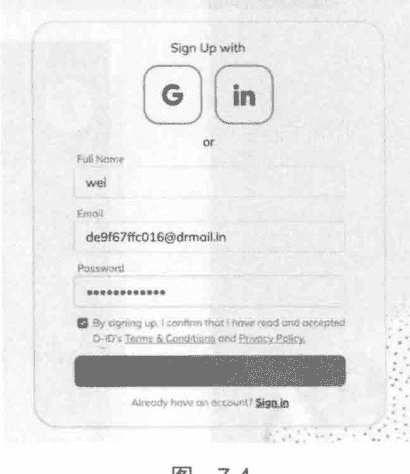 Sign Up with
G in
or
Full Name
wei
Email
de9f67ffc016@drmail.in
Password
By signing up, I confirm that I have read and accepted
D-ID's Terms & Conditions and Privacy Policy.
Already have an account? Sign in
图 7-4